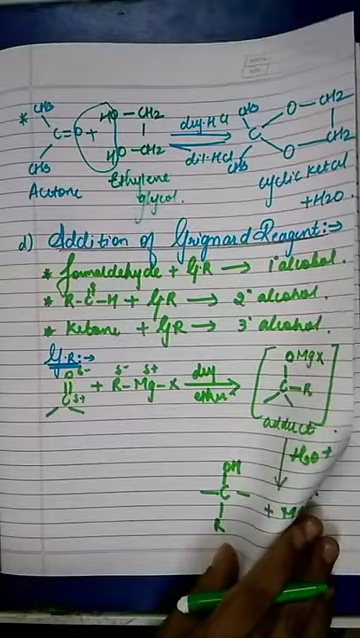 * CH3 HO—CH2 dry HCl CH3 O—CH2
C=O +
HO—CH2 dil·HCl C CH2
CH3 CH3 O
Acetone Ethylene glycol. cyclic ketal
+ H2O.
d) Addition of Grignard Reagent:→
* formaldehyde + GR → 1° alcohol.
* R-C-H + GR → 2° alcohol.
O
* Ketone + GR → 3° alcohol.
G.R:→
O δ- δ- δ+ dry OMgX
C δ+ + R-Mg-X → C—R
ether
adduct
H3O+
OH
—C— + M
R